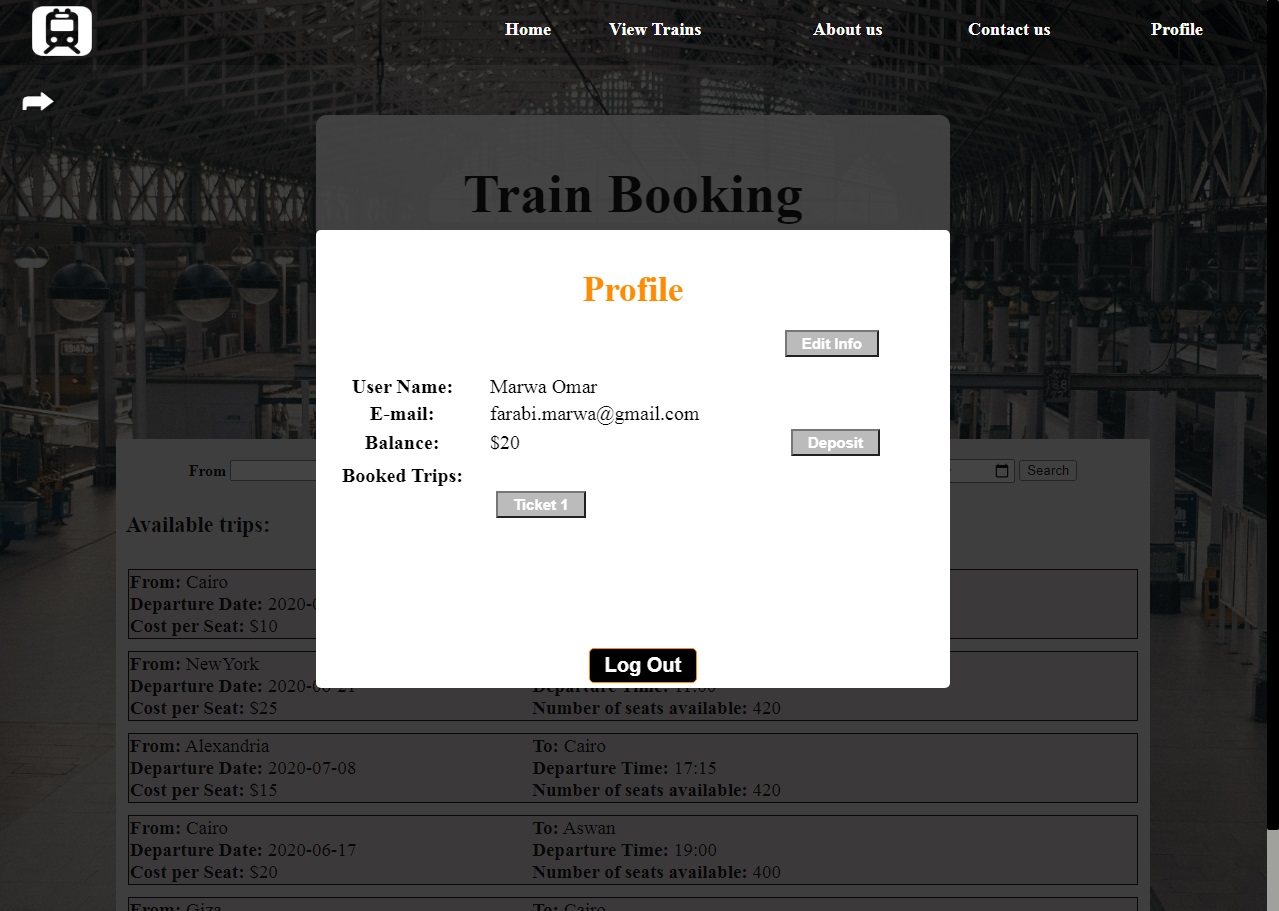 Home View Trains About us Contact us Profile
Train Booking
Profile
Edit Info
User Name: Marwa Omar
E-mail: farabi.marwa@gmail.com
Balance: $20 Deposit
Booked Trips:
Ticket 1
Log Out
From Search
Available trips:
From: Cairo
Departure Date:
Cost per Seat: $10
From: NewYork
Departure Date: 2020-06-21 Departure Time: 11:00
Cost per Seat: $25 Number of seats available: 420
From: Alexandria To: Cairo
Departure Date: 2020-07-08 Departure Time: 17:15
Cost per Seat: $15 Number of seats available: 420
From: Cairo To: Aswan
Departure Date: 2020-06-17 Departure Time: 19:00
Cost per Seat: $20 Number of seats available: 400
From: Giza To: Cairo